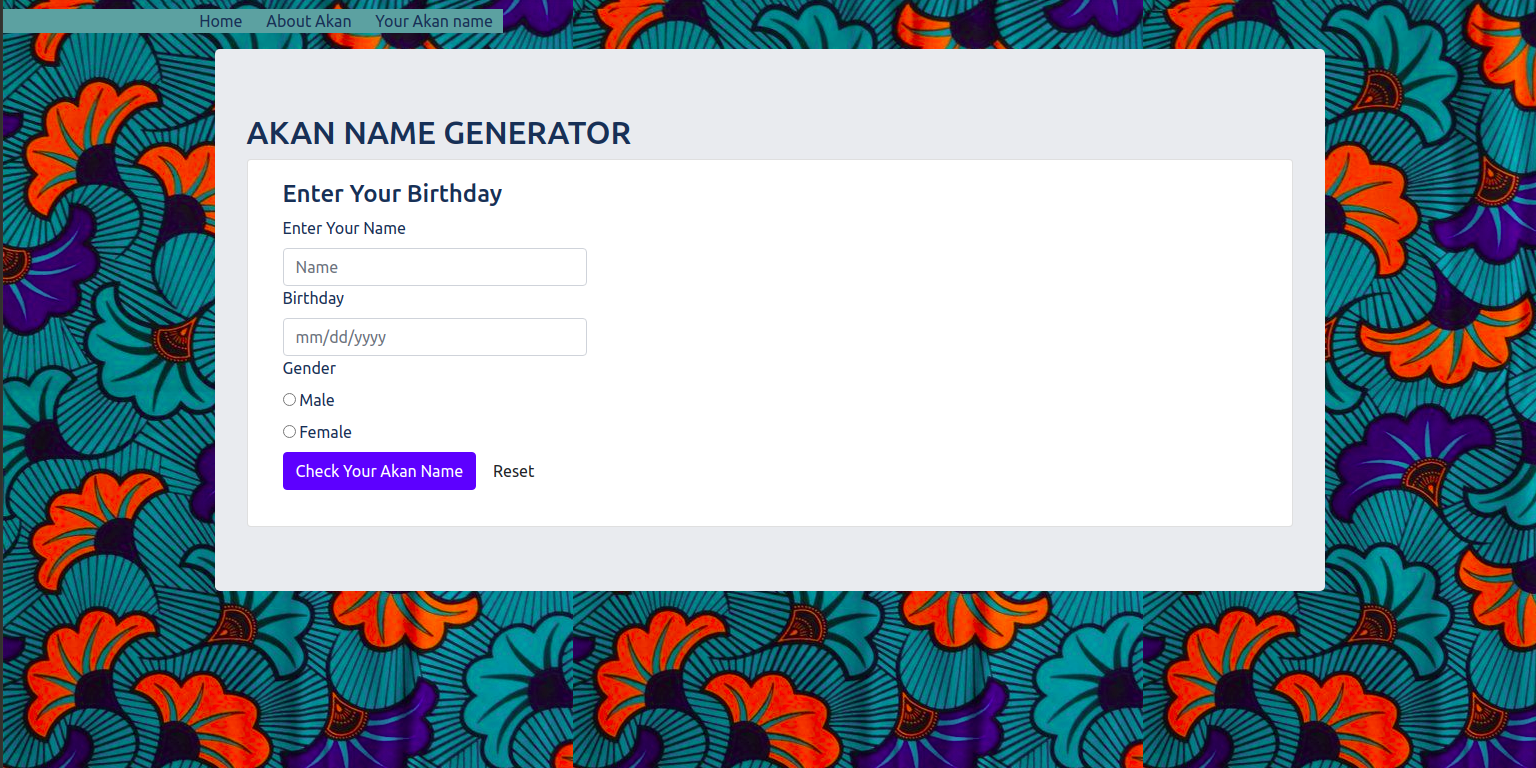 Home About Akan Your Akan name
AKAN NAME GENERATOR
Enter Your Birthday
Enter Your Name
Name
Birthday
mm/dd/yyyy
Gender
Male
Female
Check Your Akan Name Reset